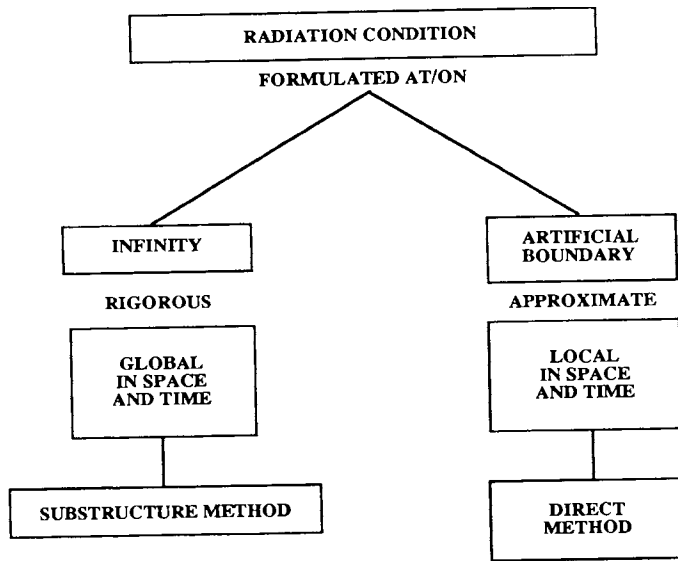 RADIATION CONDITION
FORMULATED AT/ON
INFINITY
RIGOROUS
GLOBAL
IN SPACE
AND TIME
SUBSTRUCTURE METHOD
ARTIFICIAL
BOUNDARY
APPROXIMATE
LOCAL
IN SPACE
AND TIME
DIRECT
METHOD